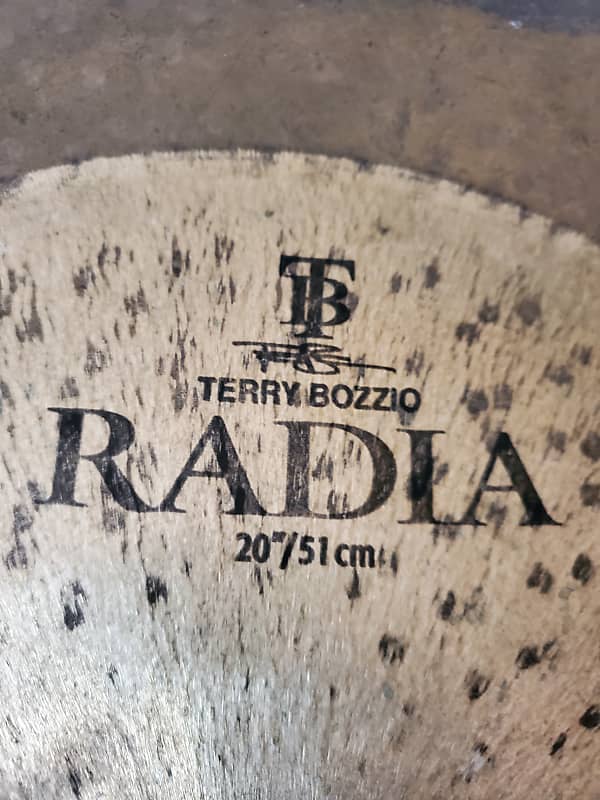 TB
TERRY BOZZIO
RADIA
20"/51cm